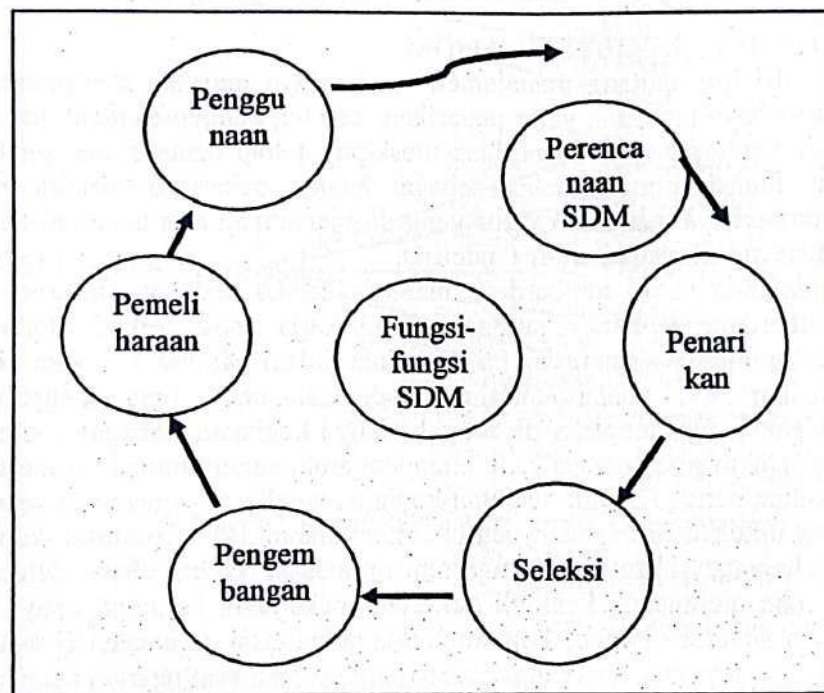 Penggu
naan
Perenca
naan
SDM
Pemeli
haraan
Fungsi-
fungsi
SDM
Penari
kan
Pengem
bangan
Seleksi